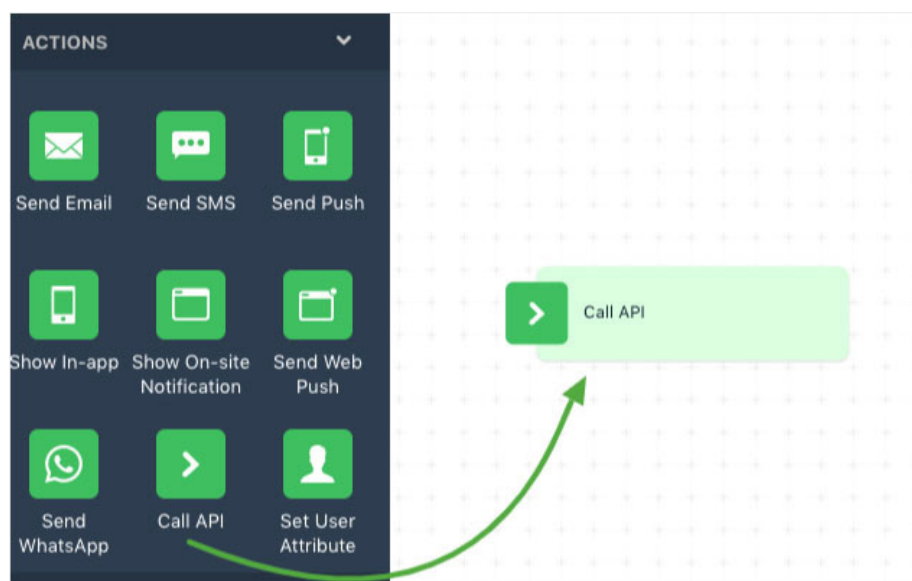 ACTIONS
Send Email
Send SMS
Send Push
Show In-app
Show On-site
Notification
Send Web
Push
Send
WhatsApp
Call API
Set User
Attribute
Call API